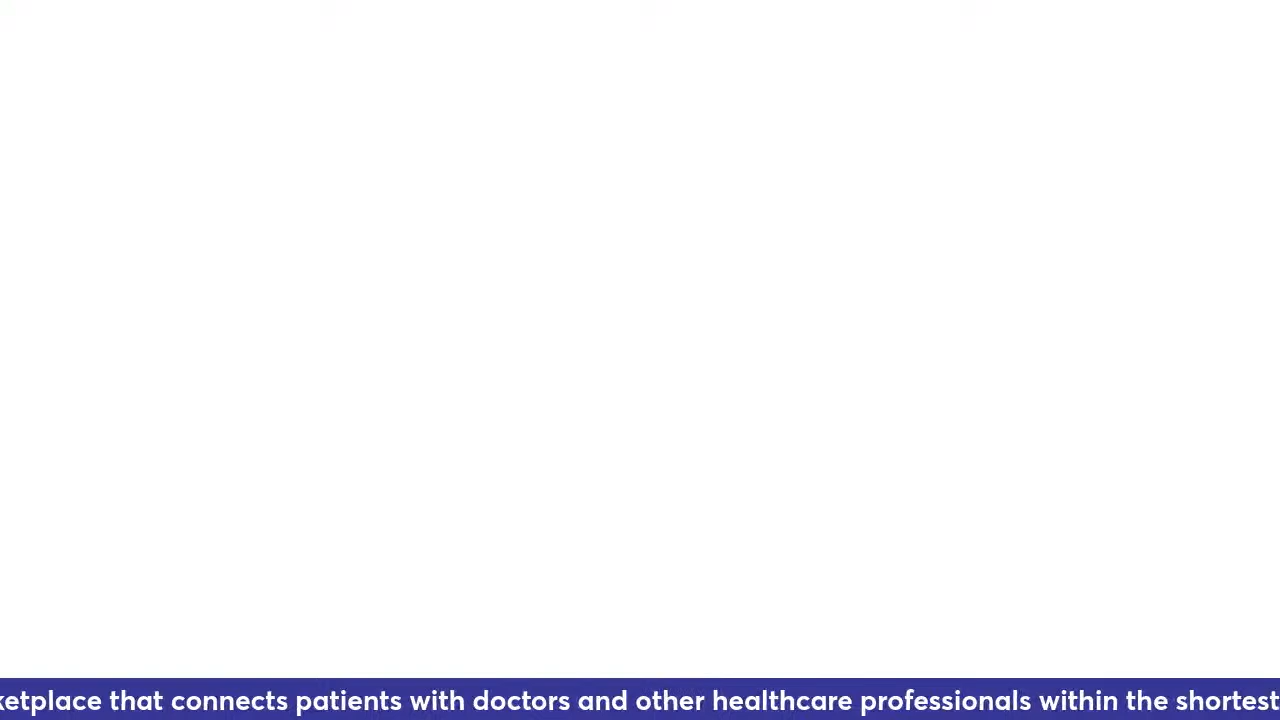 ketplace that connects patients with doctors and other healthcare professionals within the shortest